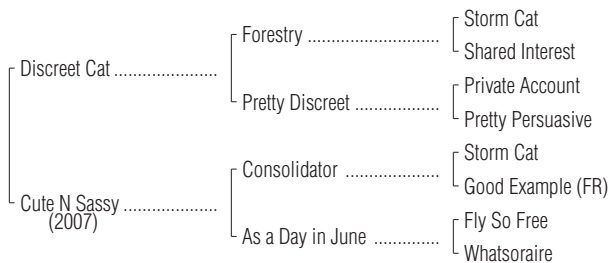 Storm Cat
Forestry ............................
Shared Interest
Discreet Cat ......................
Private Account
Pretty Discreet ..................
Pretty Persuasive
Storm Cat
Consolidator ....................
Good Example (FR)
Cute N Sassy ....................
(2007)
Fly So Free
As a Day in June ..............
Whatsoraire